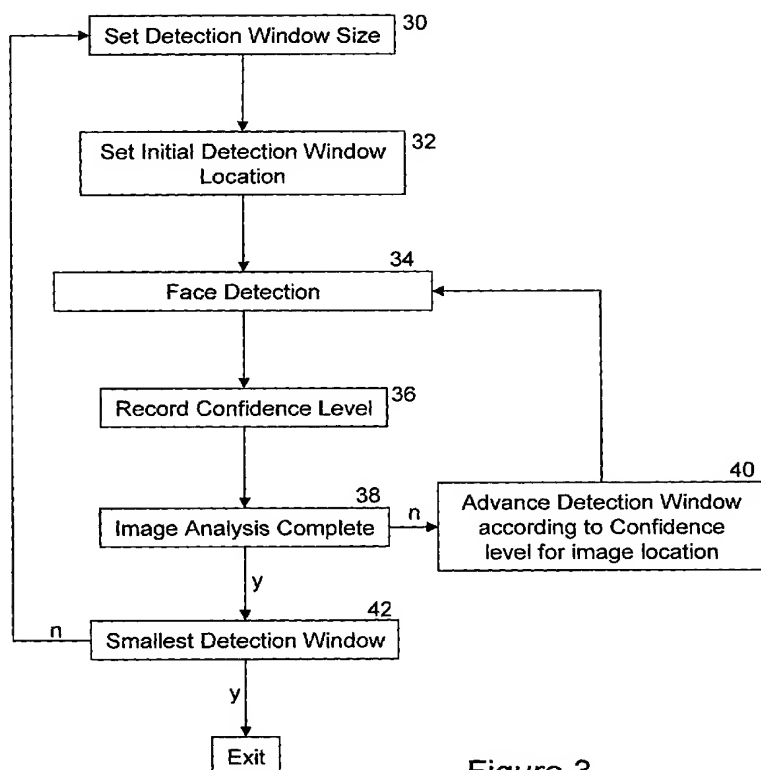 Set Detection Window Size
30
Set Initial Detection Window
Location
32
34
Face Detection
Record Confidence Level
36
38
Image Analysis Complete
n
40
Advance Detection Window
according to Confidence
level for image location
y
42
n
Smallest Detection Window
y
Exit
Figure 3